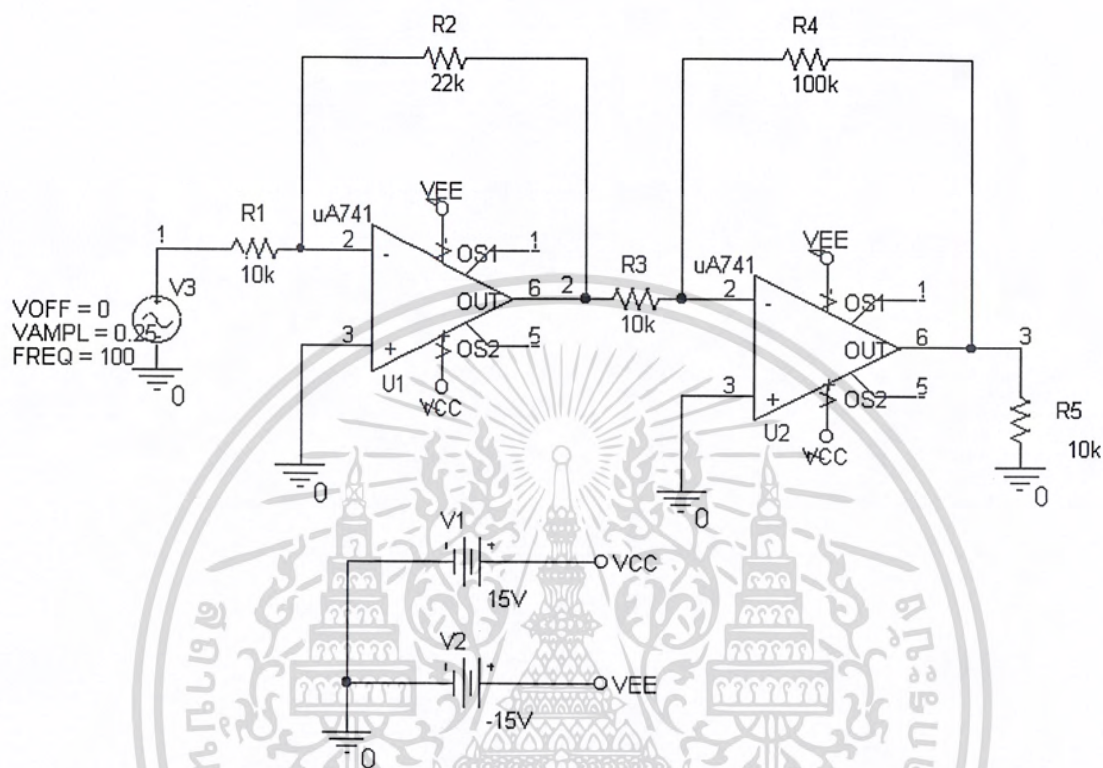 R2
22k
R4
100k
VEE
uA741
R1
10k
1
2
-
OS1
1
V3
VOFF = 0
VAMPL = 0.25
FREQ = 100
0
OUT
6
2
R3
10k
3
+
OS2
5
U1
VCC
0
VEE
uA741
2
-
OS1
1
OUT
6
3
3
+
OS2
5
U2
VCC
0
R5
10k
0
V1
- +
15V
VCC
V2
- +
-15V
VEE
0